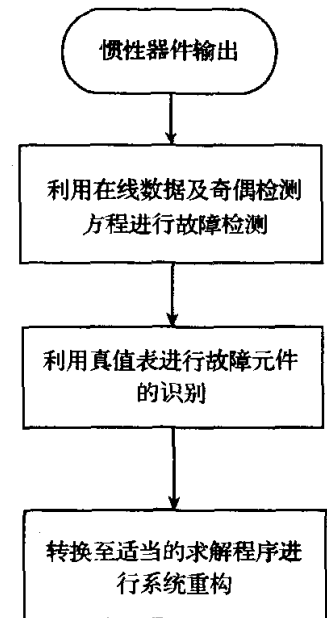 惯性器件输出
利用在线数据及奇偶检测
方程进行故障检测
利用真值表进行故障元件
的识别
转换至适当的求解程序进
行系统重构